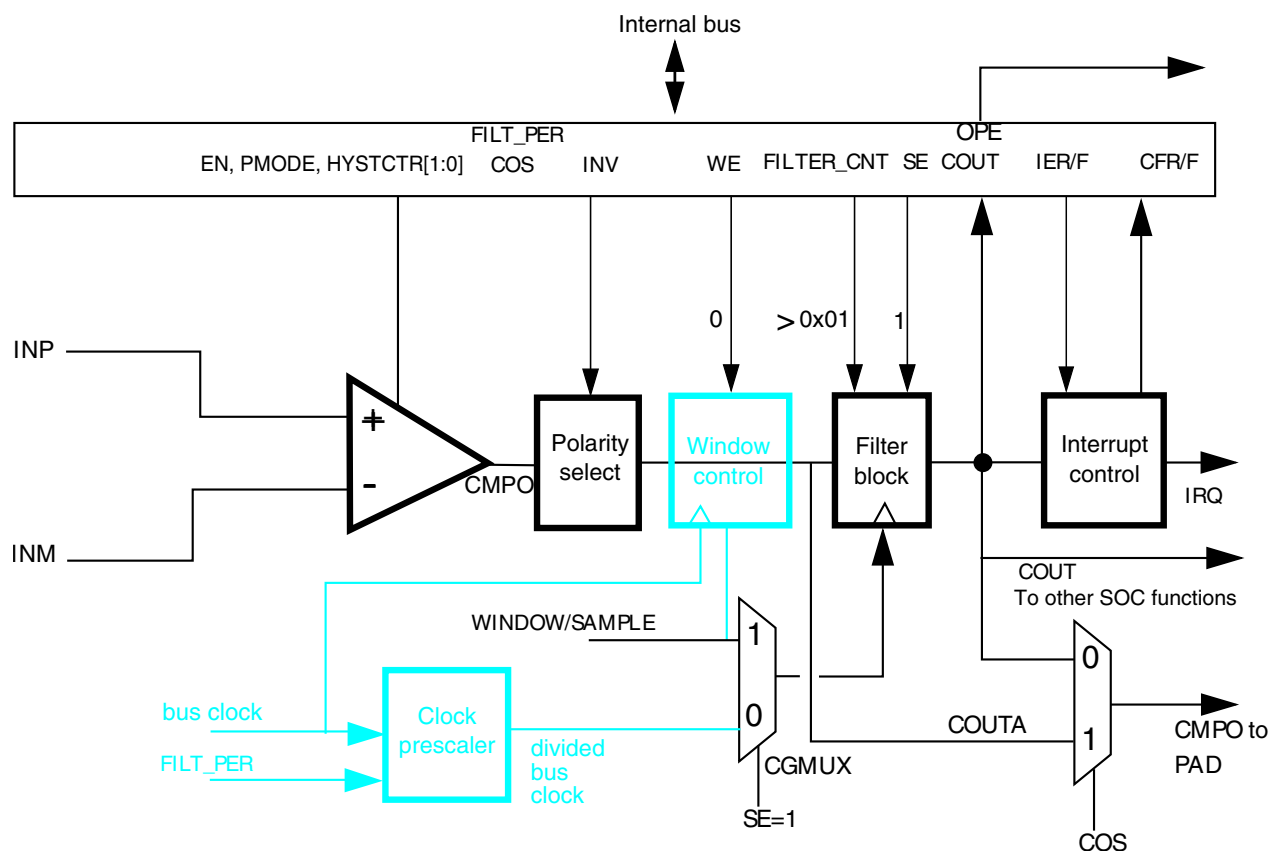 Internal bus
FILT_PER
OPE
EN, PMODE, HYSTCTR[1:0]
COS
INV
WE
FILTER_CNT
SE
COUT
IER/F
CFR/F
0
> 0x01
1
INP
+
-
INM
CMPO
Polarity
select
Window
control
Filter
block
Interrupt
control
IRQ
COUT
To other SOC functions
WINDOW/SAMPLE
1
0
0
1
bus clock
FILT_PER
Clock
prescaler
divided
bus
clock
CGMUX
SE=1
COUTA
CMPO to
PAD
COS